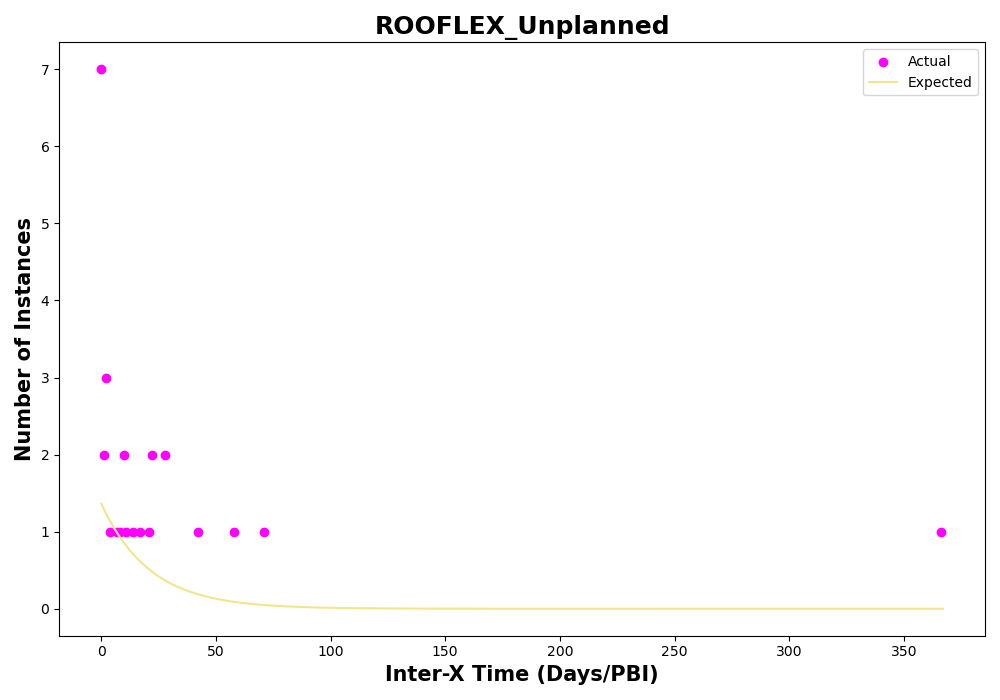 ROOFLEX_Unplanned
Actual
Expected
Number of Instances
7
6
5
4
3
2
1
0
0 50 100 150 200 250 300 350
Inter-X Time (Days/PBI)